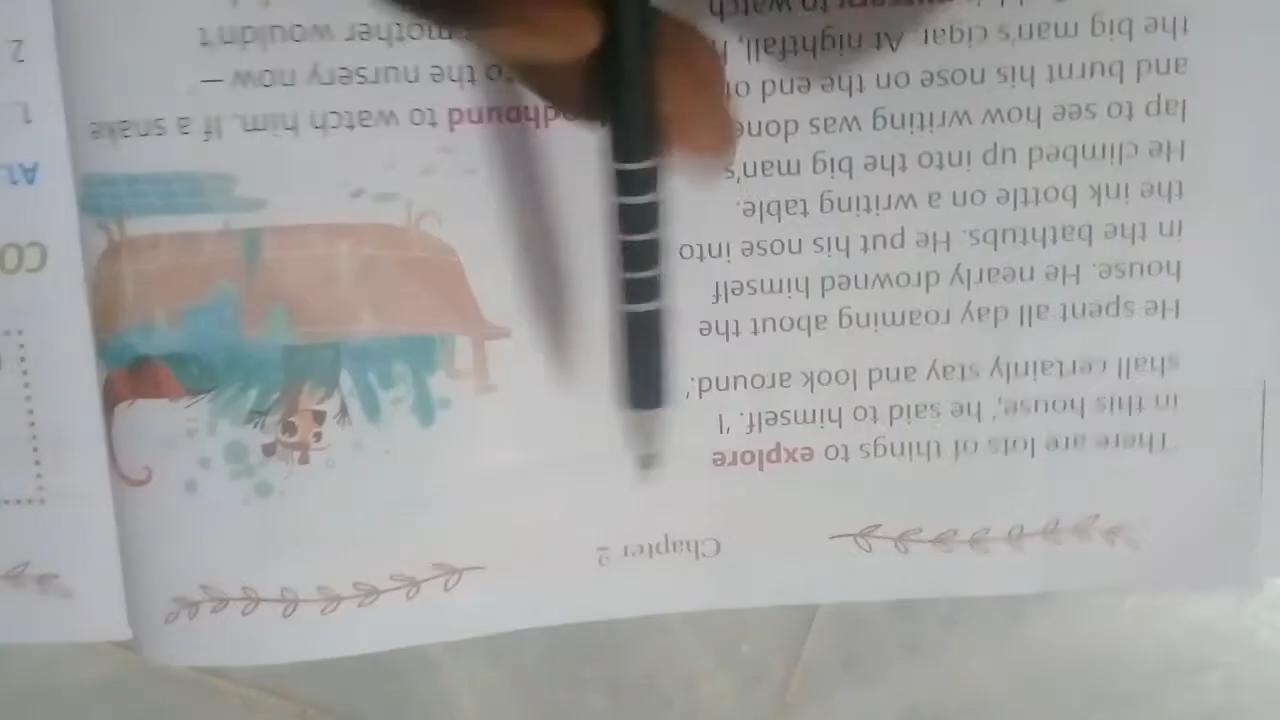 Chapter 2
There are lots of things to explore
in this house,' he said to himself. 'I
shall certainly stay and look around.'
He spent all day roaming about the
house. He nearly drowned himself
in the bathtubs. He put his nose into
the ink bottle on a writing table.
He climbed up into the big man's
lap to see how writing was done
and burnt his nose on the end of
the big man's cigar. At nightfall,
to watch
to watch him. If a snake
to the nursery now –
mother wouldn't
CO
A1.
1.
2